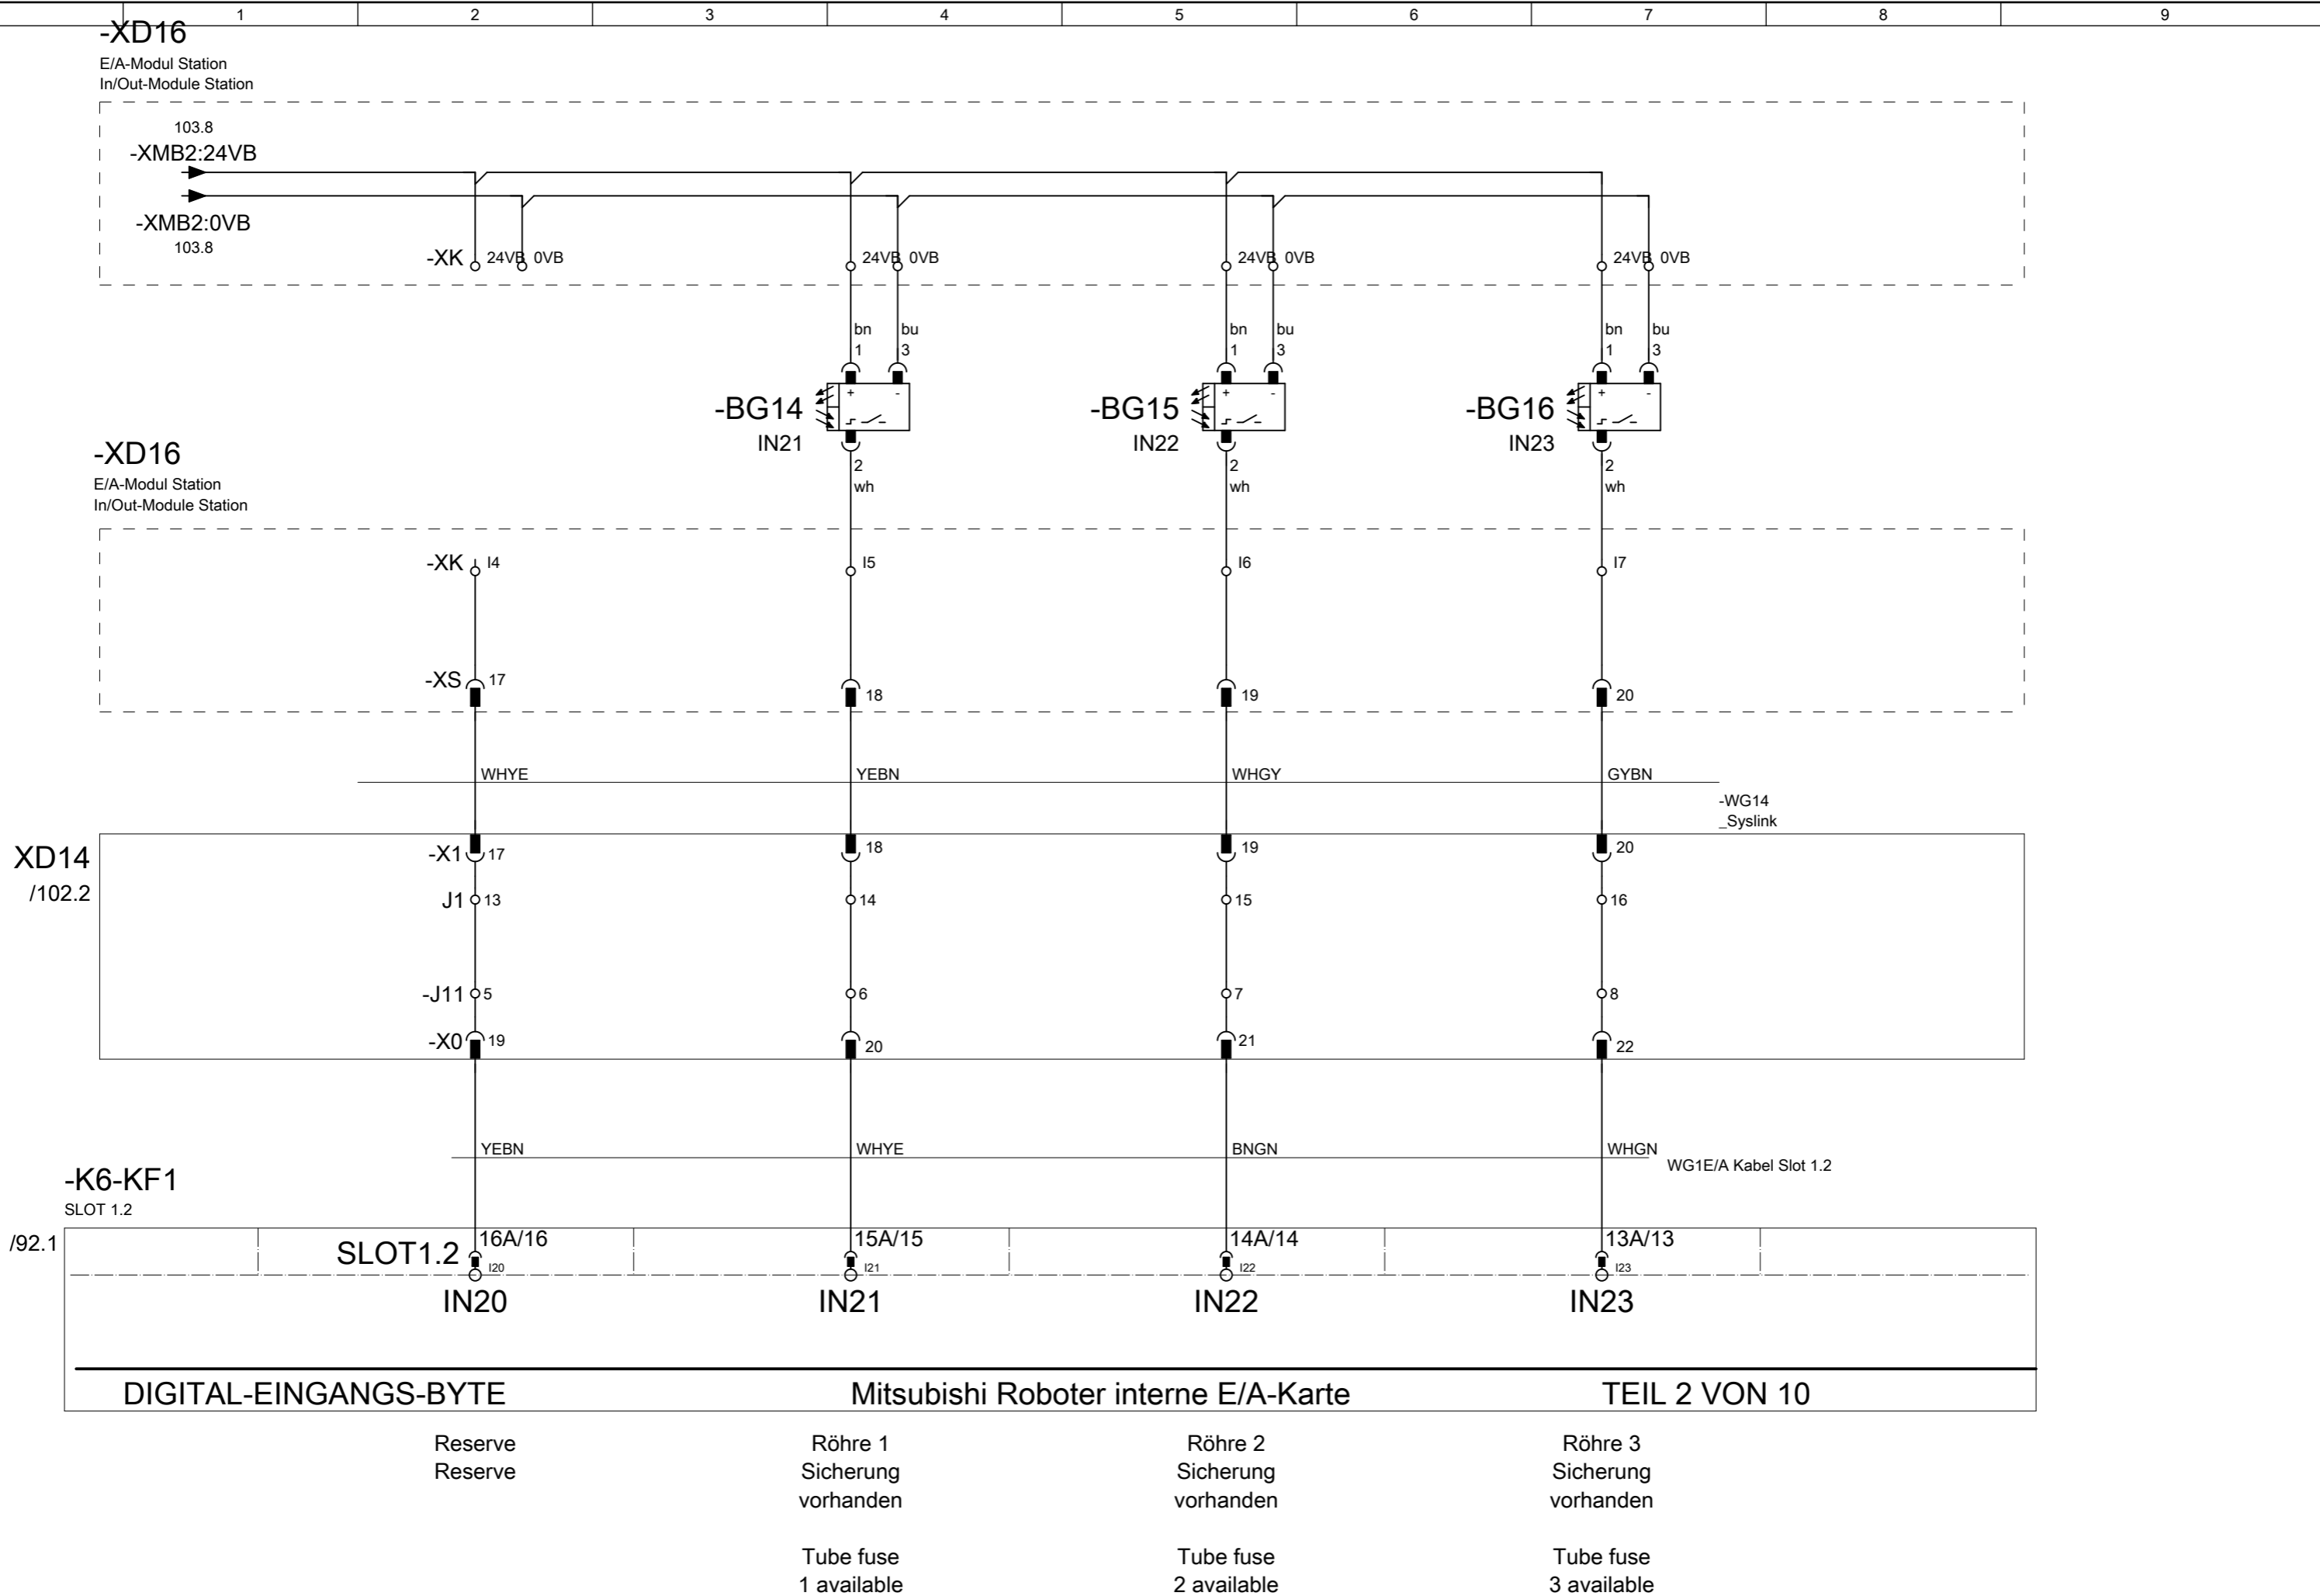 1 2 3 4 5 6 7 8 9
-XD16
E/A-Modul Station
In/Out-Module Station
103.8
-XMB2:24VB
-XMB2:0VB
103.8
-XK 24VB 0VB 24VB 0VB 24VB 0VB 24VB 0VB
bn bu bn bu bn bu
1 3 1 3 1 3
+ - + - + -
-BG14 -BG15 -BG16
IN21 IN22 IN23
2 2 2
wh wh wh
-XD16
E/A-Modul Station
In/Out-Module Station
-XK I4 I5 I6 I7
-XS 17 18 19 20
WHYE YEBN WHGY GYBN
-WG14
_Syslink
XD14
/102.2
-X1 17 18 19 20
J1 13 14 15 16
-J11 5 6 7 8
-X0 19 20 21 22
YEBN WHYE BNGN WHGN
WG1E/A Kabel Slot 1.2
-K6-KF1
SLOT 1.2
/92.1
SLOT1.2 16A/16 15A/15 14A/14 13A/13
I20 I21 I22 I23
IN20 IN21 IN22 IN23
DIGITAL-EINGANGS-BYTE Mitsubishi Roboter interne E/A-Karte TEIL 2 VON 10
Reserve Röhre 1 Röhre 2 Röhre 3
Reserve Sicherung Sicherung Sicherung
vorhanden vorhanden vorhanden
Tube fuse Tube fuse Tube fuse
1 available 2 available 3 available